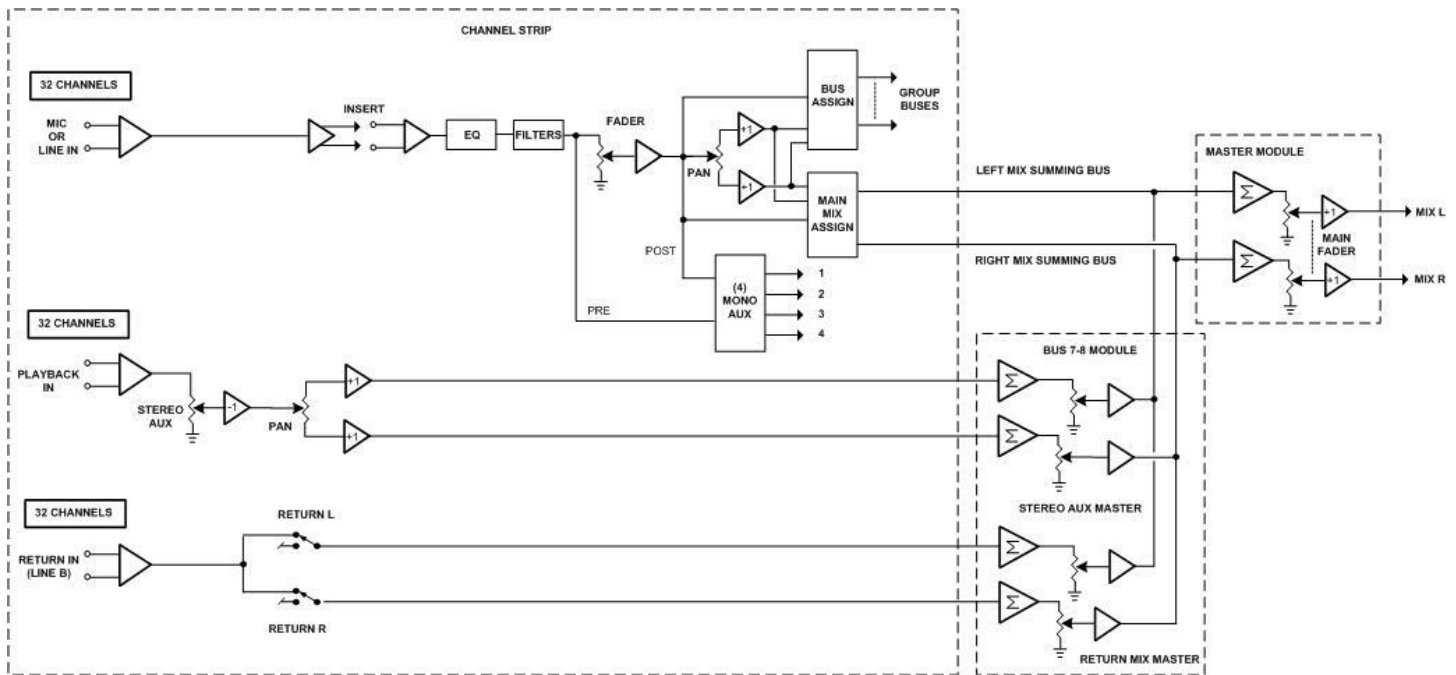 CHANNEL STRIP
32 CHANNELS
MIC
OR
LINE IN
INSERT
EQ
FILTERS
FADER
PAN
+1
+1
BUS
ASSIGN
GROUP
BUSES
MAIN
MIX
ASSIGN
POST
PRE
(4)
MONO
AUX
1
2
3
4
LEFT MIX SUMMING BUS
RIGHT MIX SUMMING BUS
MASTER MODULE
Σ
+1
MIX L
MAIN
FADER
Σ
+1
MIX R
32 CHANNELS
PLAYBACK
IN
STEREO
AUX
-1
PAN
+1
+1
BUS 7-8 MODULE
Σ
Σ
STEREO AUX MASTER
32 CHANNELS
RETURN IN
(LINE B)
RETURN L
RETURN R
Σ
Σ
RETURN MIX MASTER